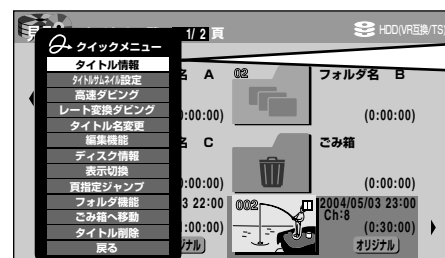 見
1/ 2 頁
HDD(VR互換/TS)
クイックメニュー
タイトル情報
タイトルサムネイル設定
高速ダビング
レート変換ダビング
タイトル名変更
編集機能
ディスク情報
表示切換
頁指定ジャンプ
フォルダ機能
ごみ箱へ移動
タイトル削除
戻る
名 A
:00:00)
02
フォルダ名 B
(0:00:00)
名 C
:00:00)
ごみ箱
(0:00:00)
3 22:00
:00:00)
ジナル
002
2004/05/03 23:00
Ch:8
(0:30:00)
オリジナル